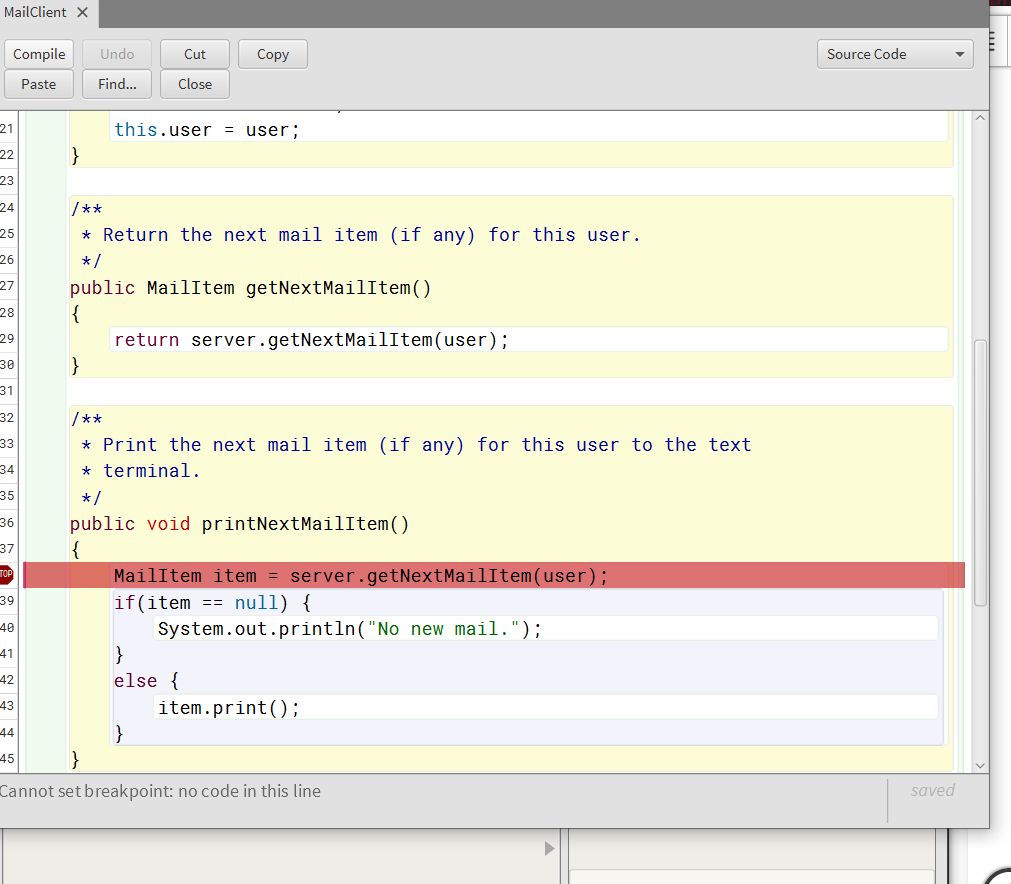 MailClient
Compile Undo Cut Copy Source Code
Paste Find... Close
21 this.user = user;
22 }
23
24 /**
25 * Return the next mail item (if any) for this user.
26 */
27 public MailItem getNextMailItem()
28 {
29 return server.getNextMailItem(user);
30 }
31
32 /**
33 * Print the next mail item (if any) for this user to the text
34 * terminal.
35 */
36 public void printNextMailItem()
37 {
MailItem item = server.getNextMailItem(user);
39 if(item == null) {
40 System.out.println("No new mail.");
41 }
42 else {
43 item.print();
44 }
45 }
Cannot set breakpoint: no code in this line saved